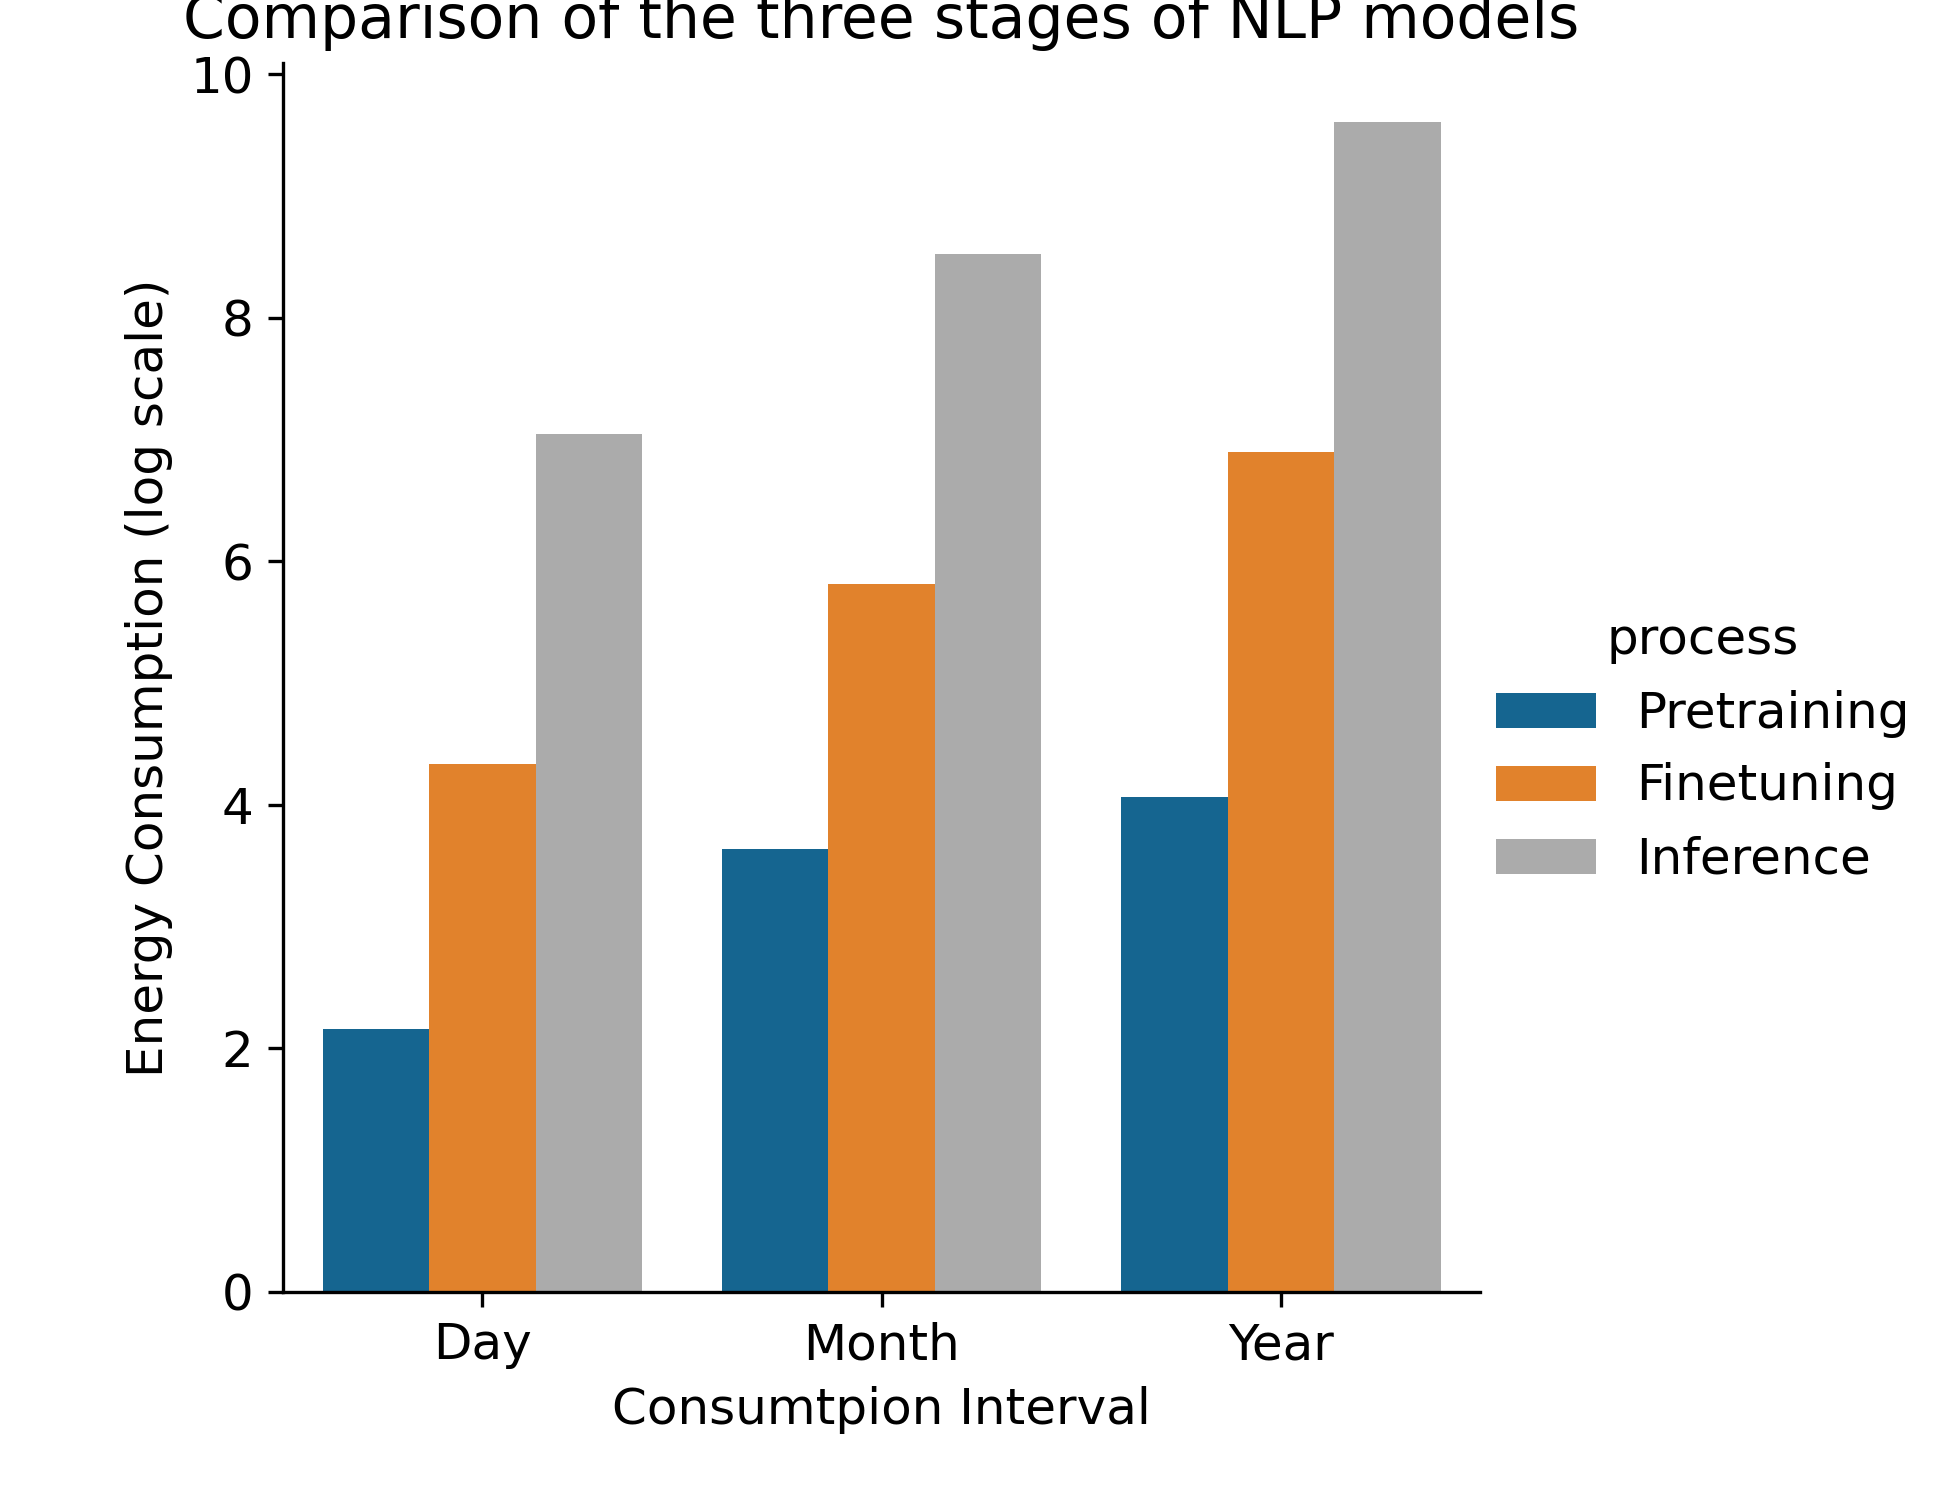 Comparison of the three stages of NLP models
10
8
6
4
2
0
Energy Consumption (log scale)
Day Month Year
Consumtpion Interval
process
Pretraining
Finetuning
Inference